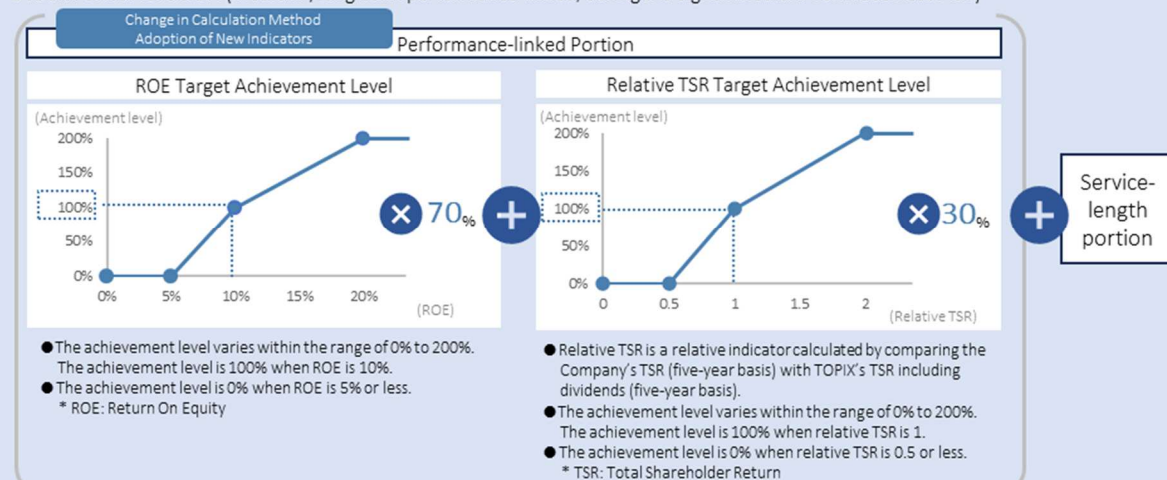 Change in Calculation Method
Adoption of New Indicators
Performance-linked Portion
ROE Target Achievement Level
(Achievement level)
200%
150%
100%
50%
0%
0% 5% 10% 15% 20%
(ROE)
× 70%
+
●The achievement level varies within the range of 0% to 200%.
The achievement level is 100% when ROE is 10%.
●The achievement level is 0% when ROE is 5% or less.
* ROE: Return On Equity
Relative TSR Target Achievement Level
(Achievement level)
200%
150%
100%
50%
0%
0 0.5 1 1.5 2
(Relative TSR)
× 30%
+
●Relative TSR is a relative indicator calculated by comparing the
Company's TSR (five-year basis) with TOPIX's TSR including
dividends (five-year basis).
●The achievement level varies within the range of 0% to 200%.
The achievement level is 100% when relative TSR is 1.
●The achievement level is 0% when relative TSR is 0.5 or less.
* TSR: Total Shareholder Return
Service-
length
portion